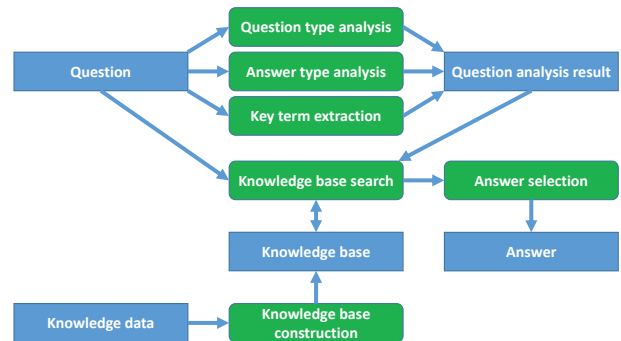 Question type analysis
Question
Answer type analysis
Question analysis result
Key term extraction
Knowledge base search
Answer selection
Knowledge base
Answer
Knowledge data
Knowledge base
construction